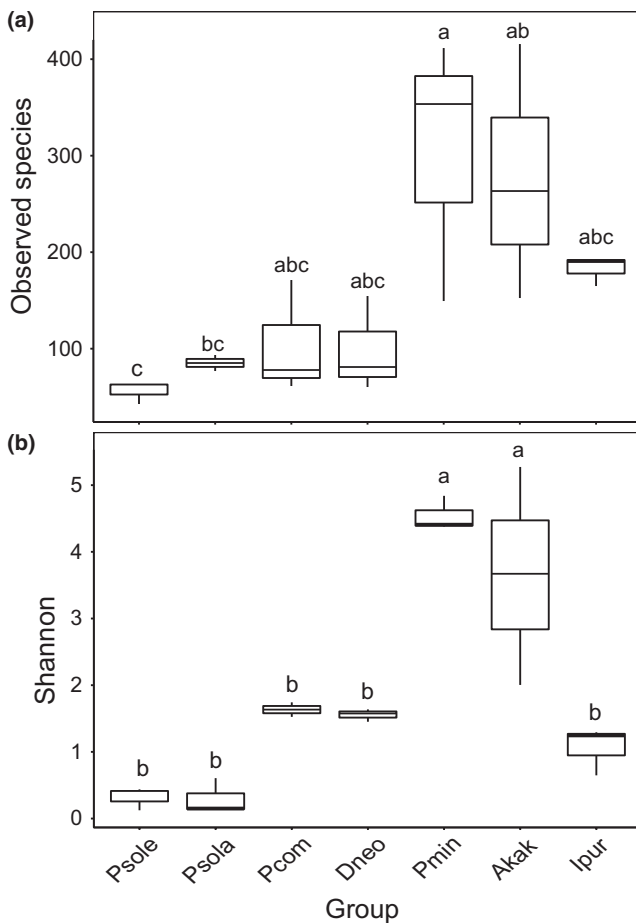 (a)
Observed species
400
300
200
100
c
bc
abc
abc
a
ab
abc
(b)
Shannon
5
4
3
2
1
0
b
b
b
b
a
a
b
Psole
Psola
Pcom
Dneo
Pmin
Akak
Ipur
Group